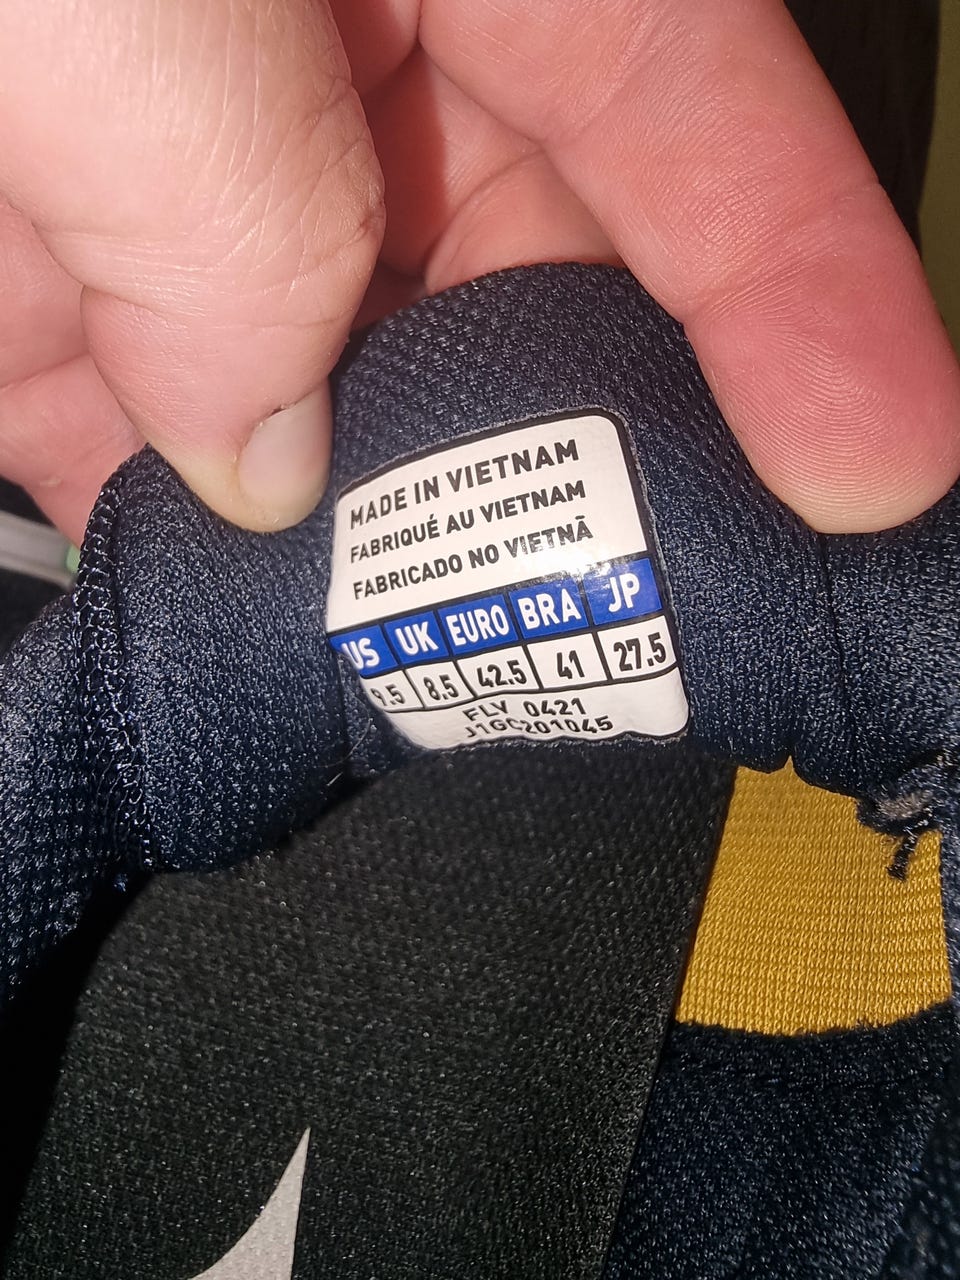 MADE IN VIETNAM
FABRIQUÉ AU VIETNAM
FABRICADO NO VIETNÃ
US UK EURO BRA JP
9.5 8.5 42.5 41 27.5
FLV 0421
J1GC201045